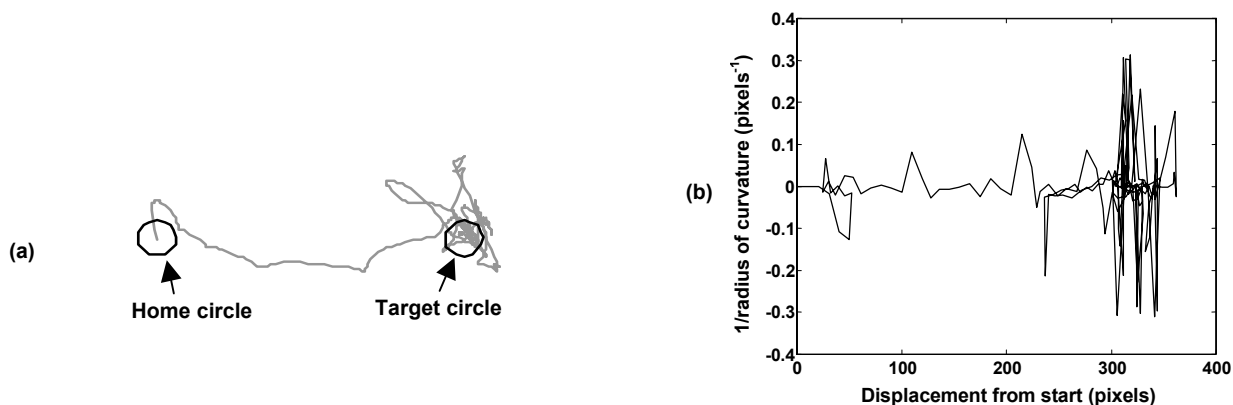 (a)
Home circle
Target circle
(b)
1/radius of curvature (pixels⁻¹)
0.4
0.3
0.2
0.1
0
-0.1
-0.2
-0.3
-0.4
0
100
200
300
400
Displacement from start (pixels)